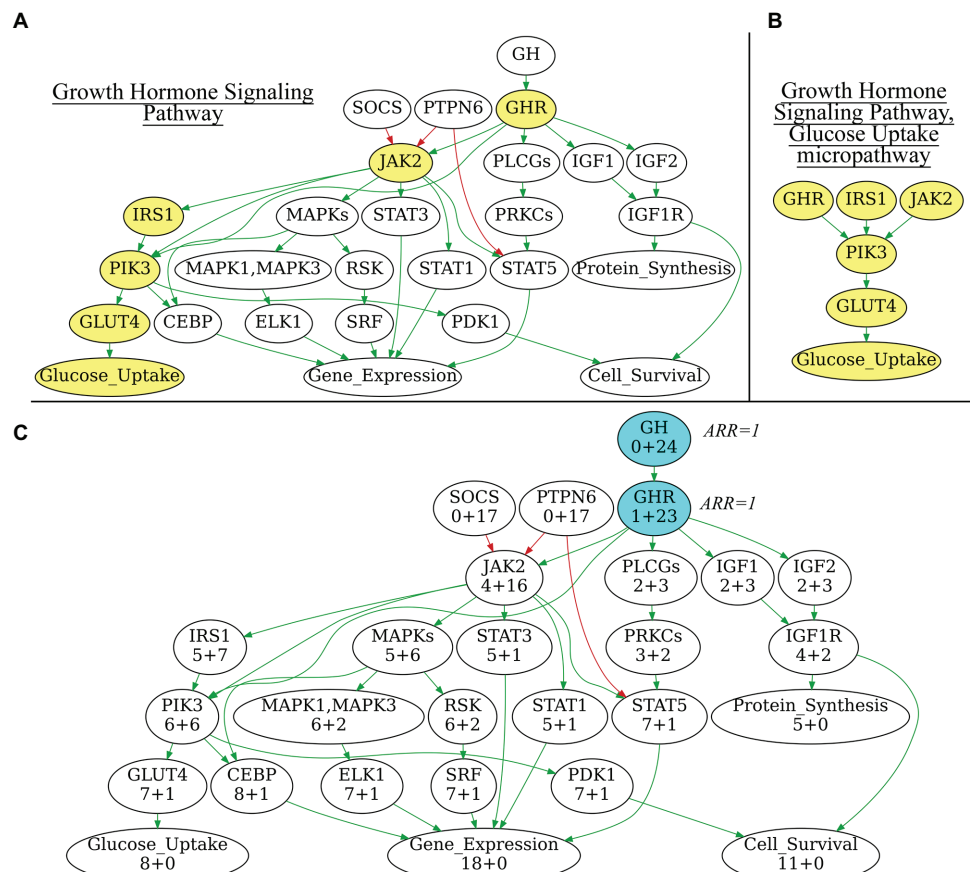 A
Growth Hormone Signaling
Pathway
GH
SOCS
PTPN6
GHR
JAK2
PLCGs
IGF1
IGF2
IRS1
MAPKs
STAT3
PRKCs
IGF1R
PIK3
MAPK1,MAPK3
RSK
STAT1
STAT5
Protein_Synthesis
GLUT4
CEBP
ELK1
SRF
PDK1
Glucose_Uptake
Gene_Expression
Cell_Survival
B
Growth Hormone
Signaling Pathway,
Glucose Uptake
micropathway
GHR
IRS1
JAK2
PIK3
GLUT4
Glucose_Uptake
C
GH
0+24
ARR=1
SOCS
0+17
PTPN6
0+17
GHR
1+23
ARR=1
JAK2
4+16
PLCGs
2+3
IGF1
2+3
IGF2
2+3
IRS1
5+7
MAPKs
5+6
STAT3
5+1
PRKCs
3+2
IGF1R
4+2
PIK3
6+6
MAPK1,MAPK3
6+2
RSK
6+2
STAT1
5+1
STAT5
7+1
Protein_Synthesis
5+0
GLUT4
7+1
CEBP
8+1
ELK1
7+1
SRF
7+1
PDK1
7+1
Glucose_Uptake
8+0
Gene_Expression
18+0
Cell_Survival
11+0